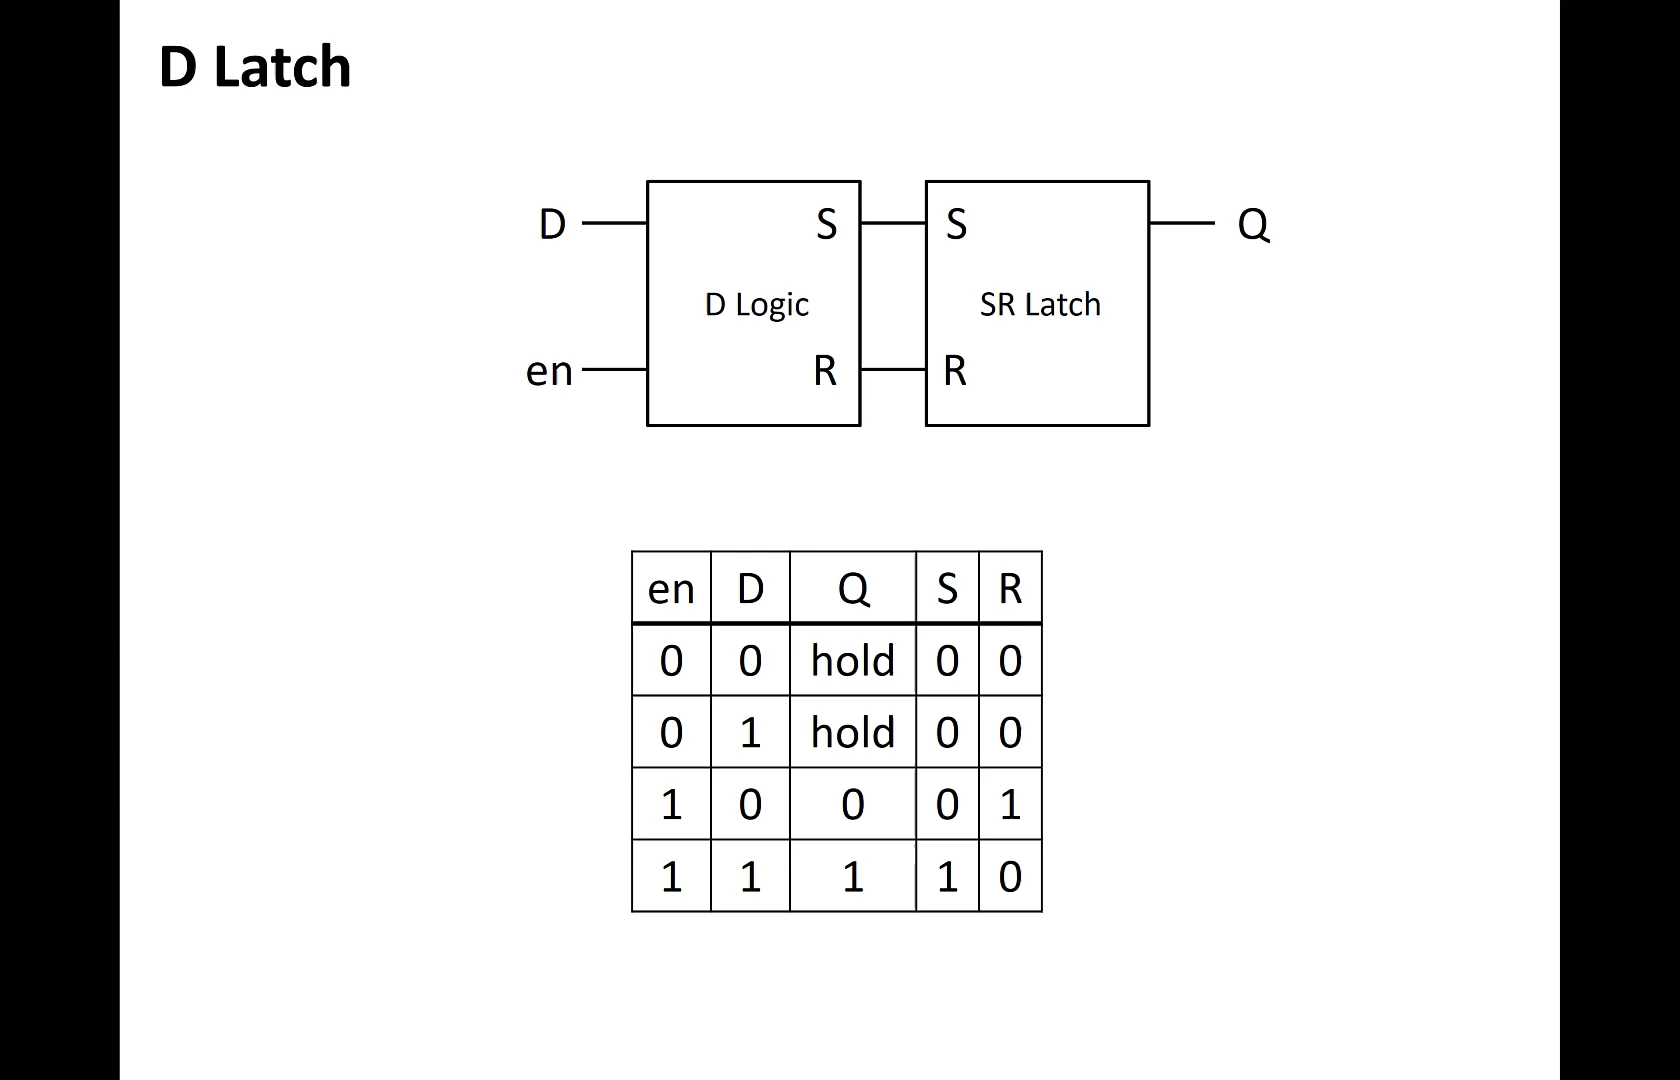 D Latch
D S S Q
D Logic SR Latch
en R R
en D Q S R
0 0 hold 0 0
0 1 hold 0 0
1 0 0 0 1
1 1 1 1 0